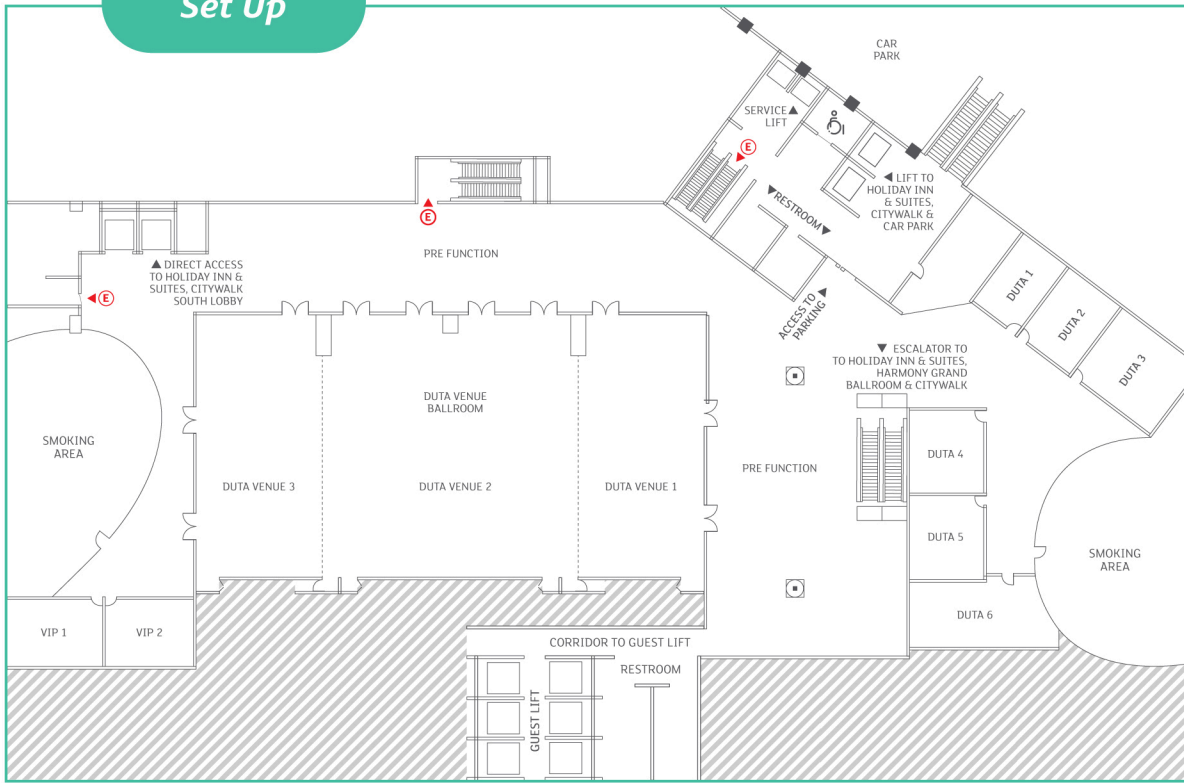 Set Up
CAR
PARK
SERVICE ▲
LIFT
E
◀ LIFT TO
HOLIDAY INN
& SUITES,
CITYWALK &
CAR PARK
▼RESTROOM▼
E
PRE FUNCTION
▲ DIRECT ACCESS
TO HOLIDAY INN &
SUITES, CITYWALK
SOUTH LOBBY
E
ACCESS TO
PARKING
DUTA 1
DUTA 2
DUTA 3
▼ ESCALATOR TO
TO HOLIDAY INN & SUITES,
HARMONY GRAND
BALLROOM & CITYWALK
DUTA VENUE
BALLROOM
SMOKING
AREA
DUTA VENUE 3
DUTA VENUE 2
DUTA VENUE 1
PRE FUNCTION
DUTA 4
DUTA 5
SMOKING
AREA
DUTA 6
VIP 1
VIP 2
CORRIDOR TO GUEST LIFT
RESTROOM
GUEST LIFT